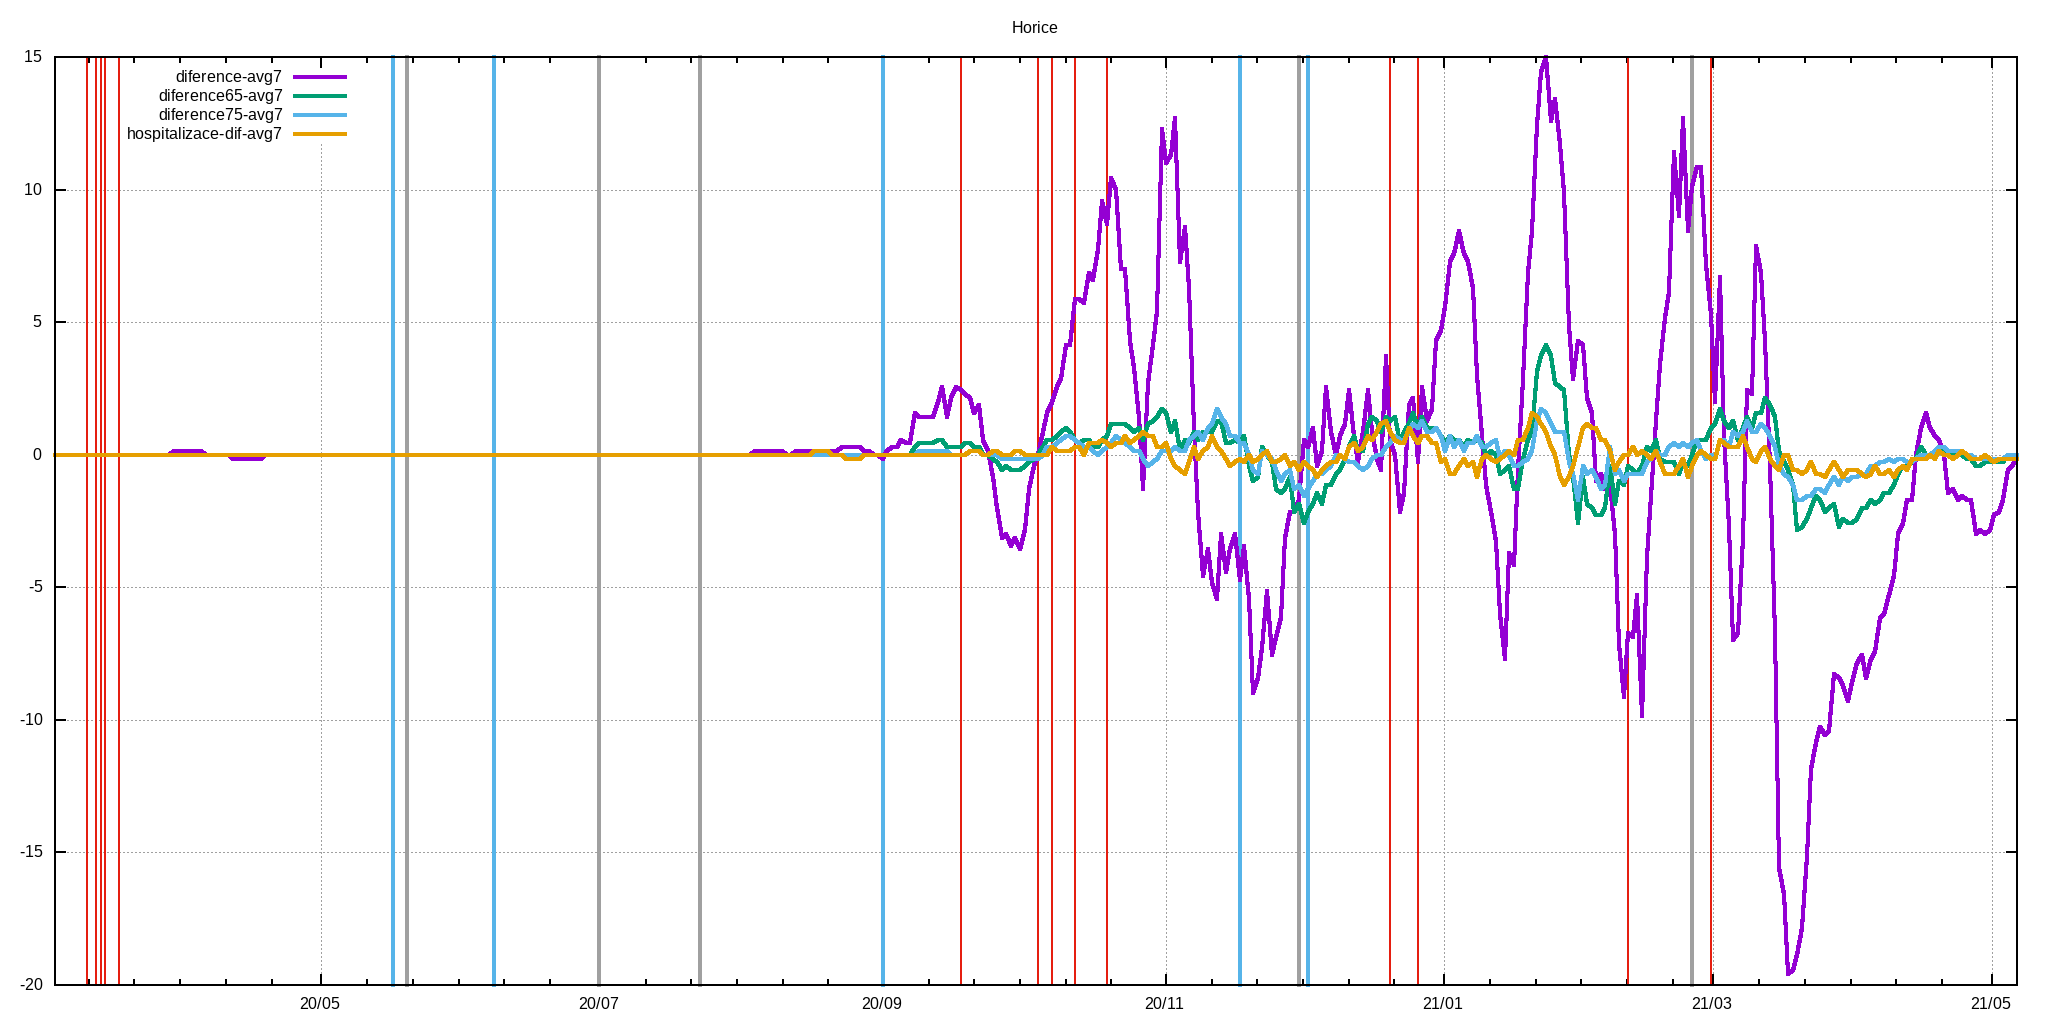 Horice
diference-avg7
diference65-avg7
diference75-avg7
hospitalizace-dif-avg7
15
10
5
0
-5
-10
-15
-20
20/05 20/07 20/09 20/11 21/01 21/03 21/05